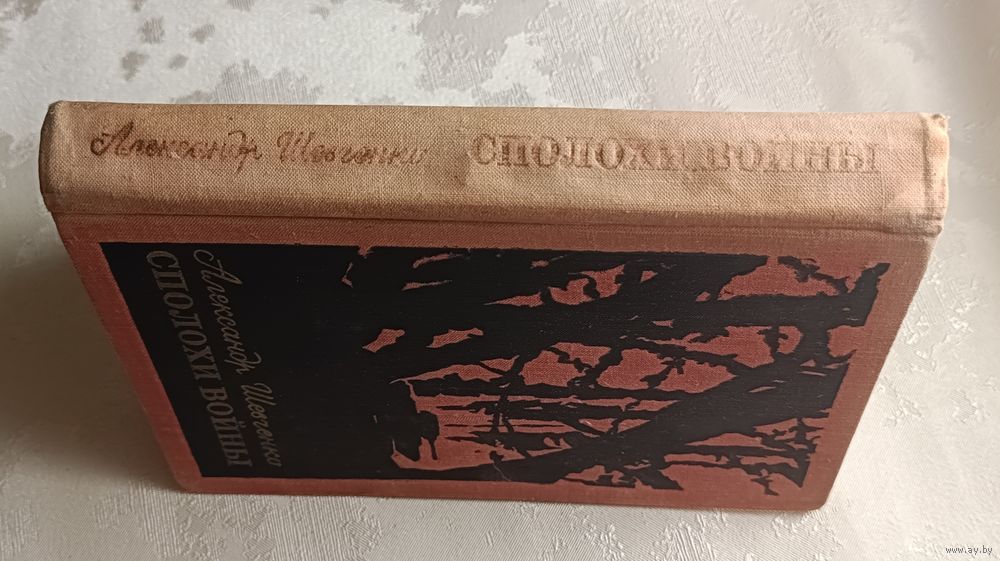 Александр Шевченко СПОЛОХИ ВОЙНЫ
Александр Шевченко
СПОЛОХИ ВОЙНЫ
www.ay.by